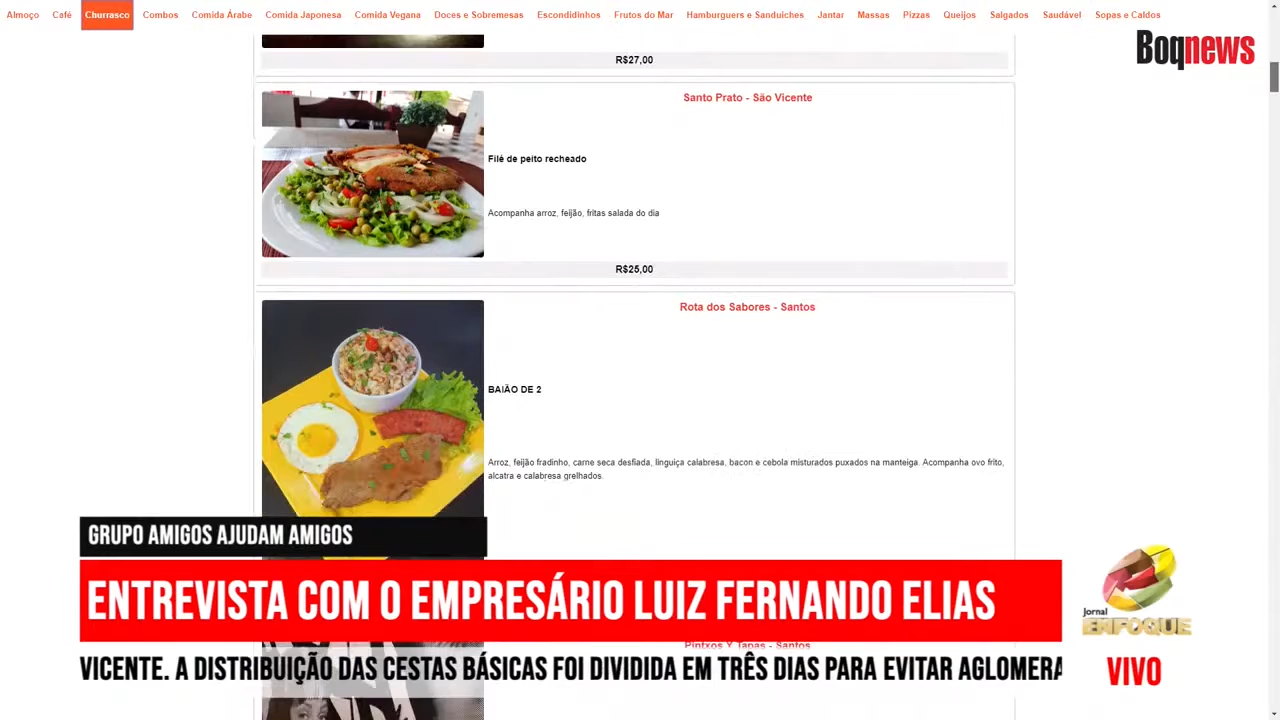 Almoço Café Churrasco Combos Comida Árabe Comida Japonesa Comida Vegana Doces e Sobremesas Escondidinhos Frutos do Mar Hamburguers e Sanduiches Jantar Massas Pizzas Queijos Salgados Saudável Sopas e Caldos
Boqnews
R$27,00
Santo Prato - São Vicente
Filé de peito recheado
Acompanha arroz, feijão, fritas salada do dia
R$25,00
Rota dos Sabores - Santos
BAIÃO DE 2
Arroz, feijão fradinho, carne seca desfiada, linguiça calabresa, bacon e cebola misturados puxados na manteiga. Acompanha ovo frito,
alcatra e calabresa grelhados.
GRUPO AMIGOS AJUDAM AMIGOS
ENTREVISTA COM O EMPRESÁRIO LUIZ FERNANDO ELIAS
Jornal
ENFOQUE
Pintxos Y Tapas - Santos
VICENTE. A DISTRIBUIÇÃO DAS CESTAS BÁSICAS FOI DIVIDIDA EM TRÊS DIAS PARA EVITAR AGLOMERA
VIVO